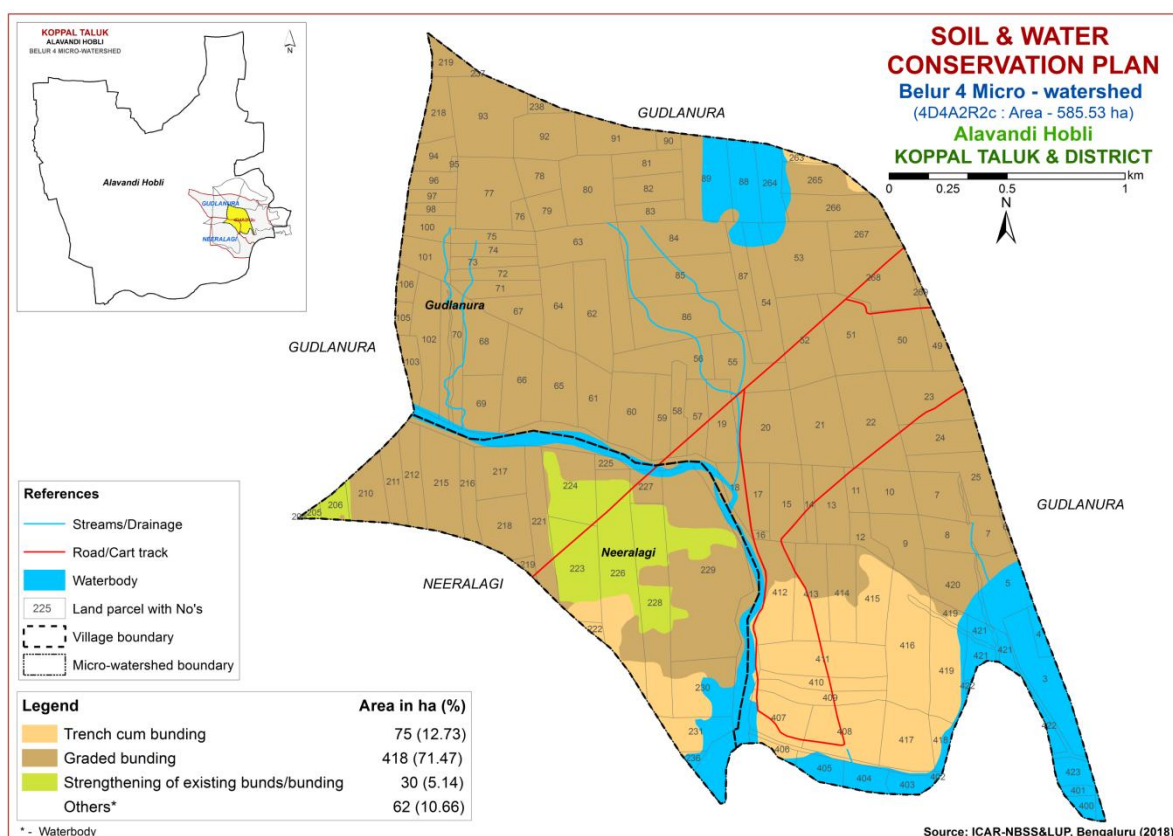 KOPPAL TALUK
ALAVANDI HOBLI
BELUR 4 MICRO-WATERSHED
N
Alavandi Hobli
GUDLANURA
NEERALAGI
SOIL & WATER
CONSERVATION PLAN
Belur 4 Micro - watershed
(4D4A2R2c : Area - 585.53 ha)
Alavandi Hobli
KOPPAL TALUK & DISTRICT
km
0 0.25 0.5 1
N
GUDLANURA
219
237
218 93 238
92 91 90
94 95 81
96 78 80 82
97 77
98 76 79 83
89 88 264 263
265
266
100 75 63 84 267
101 74 73 53
72 85 87 268
106 71 269
Gudlanura
105 70 67 64 62 86 54
102 68 52 51 50 49
GUDLANURA
103 56 55
66 65 61 23
69 60 59 58 57 19 20 21 22
24
225
212 217 227
211 215 216 224 18 17 15 14 13 11 10 7 25
206 210
205
218 221 16 12 9 8 7
GUDLANURA
Neeralagi
219 223 226 229
NEERALAGI
228 412 413 414 415 420 5
419
222 421 4
411 416 421 421
410 419 3
230 409 422
407
231 408 417 418 422
236 406
405 404 403 402 423
401
400
References
Streams/Drainage
Road/Cart track
Waterbody
225 Land parcel with No's
Village boundary
Micro-watershed boundary
Legend Area in ha (%)
Trench cum bunding 75 (12.73)
Graded bunding 418 (71.47)
Strengthening of existing bunds/bunding 30 (5.14)
Others* 62 (10.66)
* - Waterbody
Source: ICAR-NBSS&LUP, Bengaluru (2018)